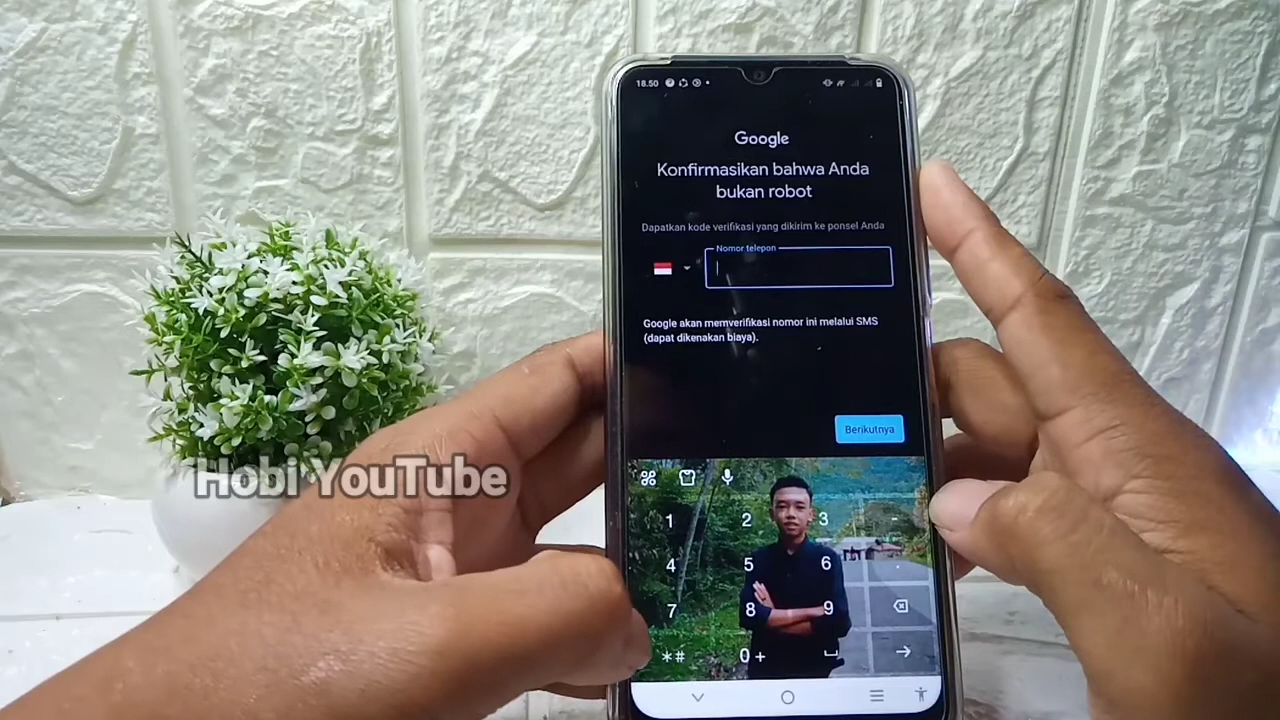 18.50
Google
Konfirmasikan bahwa Anda
bukan robot
Dapatkan kode verifikasi yang dikirim ke ponsel Anda
Nomor telepon
Google akan memverifikasi nomor ini melalui SMS
(dapat dikenakan biaya).
Berikutnya
Hobi YouTube
1 2 3 -
4 5 6 .
7 8 9
*# 0 +